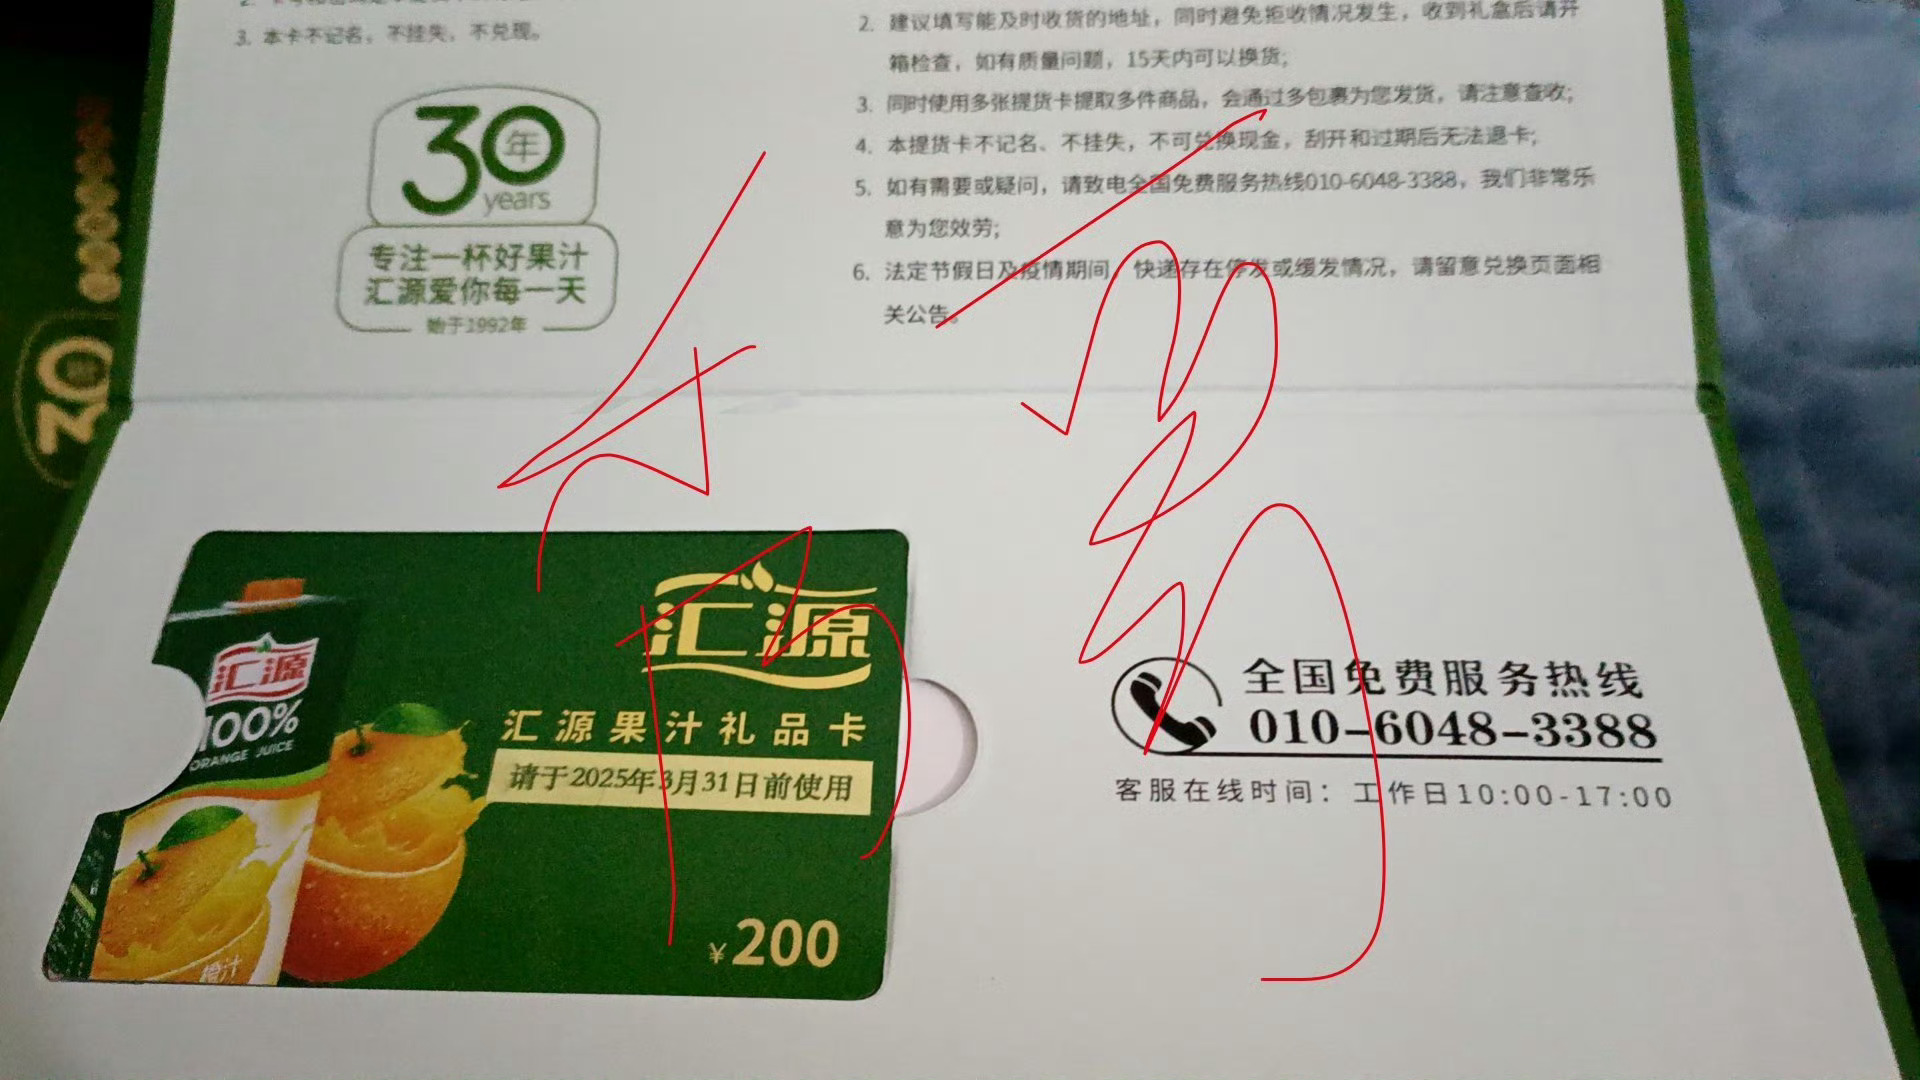 3. 本卡不记名，不挂失，不兑现。
30年
years
专注一杯好果汁
汇源爱你每一天
始于1992年
2. 建议填写能及时收货的地址，同时避免拒收情况发生，收到礼盒后请开
箱检查，如有质量问题，15天内可以换货;
3. 同时使用多张提货卡提取多件商品，会通过多包裹为您发货，请注意查收;
4. 本提货卡不记名、不挂失，不可兑换现金，刮开和过期后无法退卡;
5. 如有需要或疑问，请致电全国免费服务热线010-6048-3388，我们非常乐
意为您效劳;
6. 法定节假日及疫情期间，快递存在停发或缓发情况，请留意兑换页面相
关公告。
汇源
汇源
100%
ORANGE JUICE
橙汁
汇源果汁礼品卡
请于2025年3月31日前使用
¥200
全国免费服务热线
010-6048-3388
客服在线时间：工作日10:00-17:00